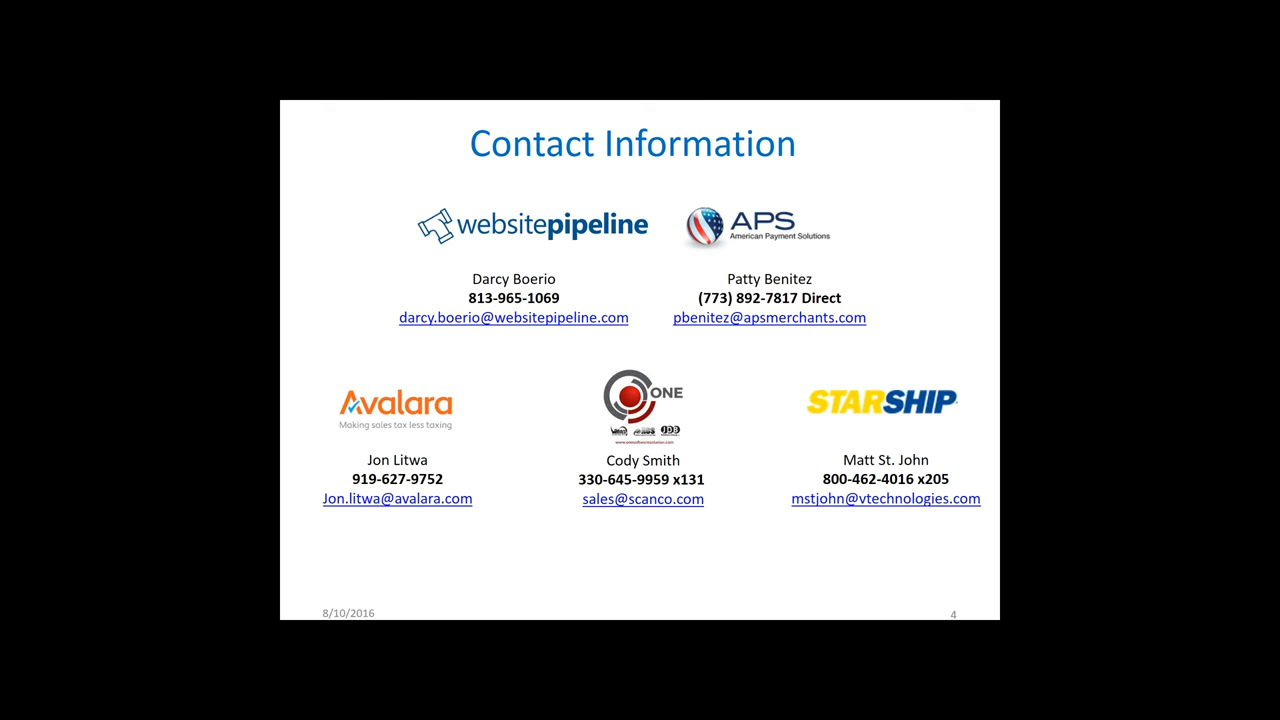 Contact Information
websitepipeline
APS
American Payment Solutions
Darcy Boerio
813-965-1069
darcy.boerio@websitepipeline.com
Patty Benitez
(773) 892-7817 Direct
pbenitez@apsmerchants.com
Avalara
Making sales tax less taxing
ONE
JDB
STARSHIP
Jon Litwa
919-627-9752
Jon.litwa@avalara.com
Cody Smith
330-645-9959 x131
sales@scanco.com
Matt St. John
800-462-4016 x205
mstjohn@vtechnologies.com
8/10/2016
4